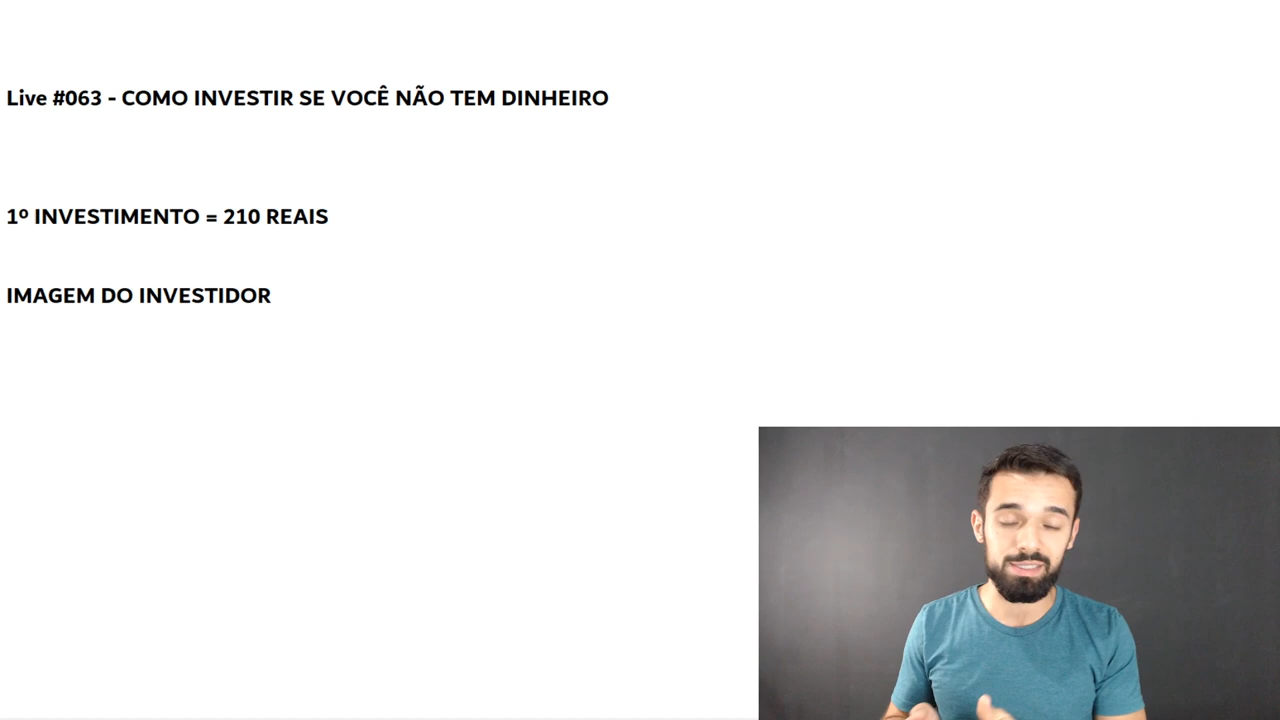 Live #063 - COMO INVESTIR SE VOCÊ NÃO TEM DINHEIRO
1º INVESTIMENTO = 210 REAIS
IMAGEM DO INVESTIDOR